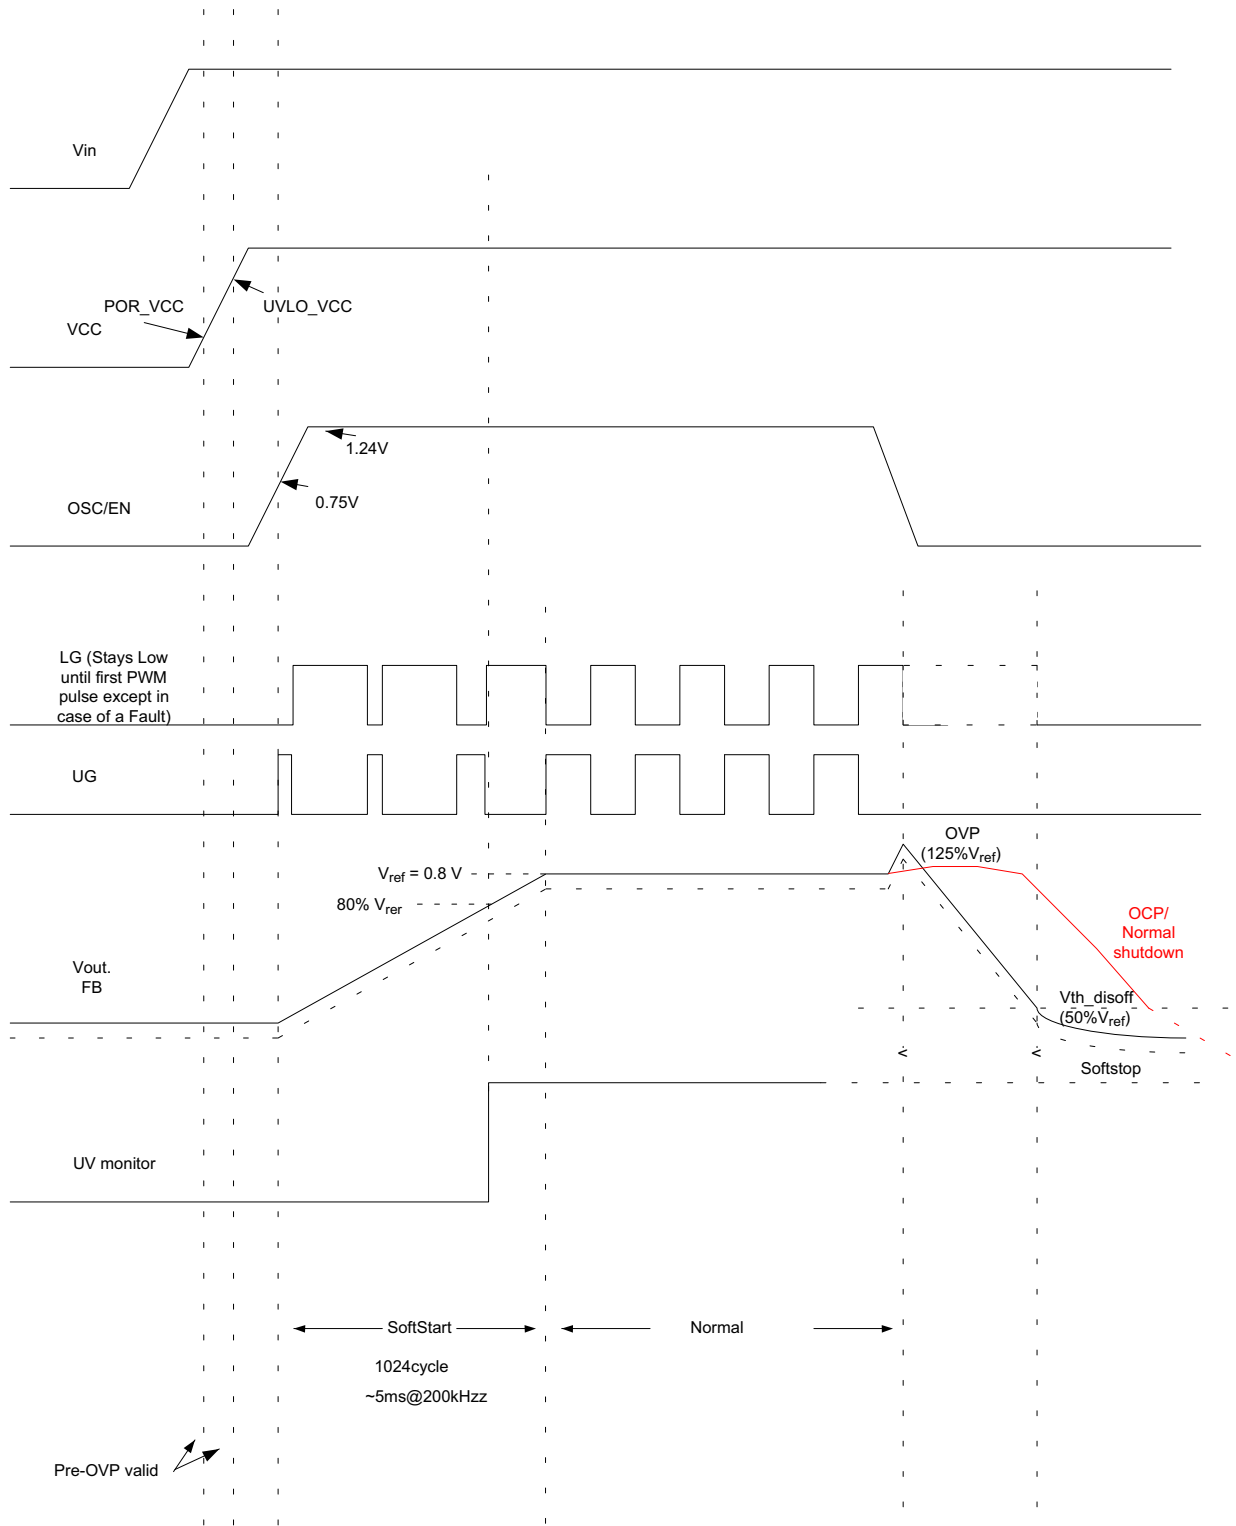 Vin
POR_VCC
UVLO_VCC
VCC
1.24V
0.75V
OSC/EN
LG (Stays Low
until first PWM
pulse except in
case of a Fault)
UG
OVP
(125%Vref)
Vref = 0.8 V
80% Vrer
OCP/
Normal
shutdown
Vout.
FB
Vth_disoff
(50%Vref)
Softstop
UV monitor
SoftStart
Normal
1024cycle
~5ms@200kHzz
Pre-OVP valid